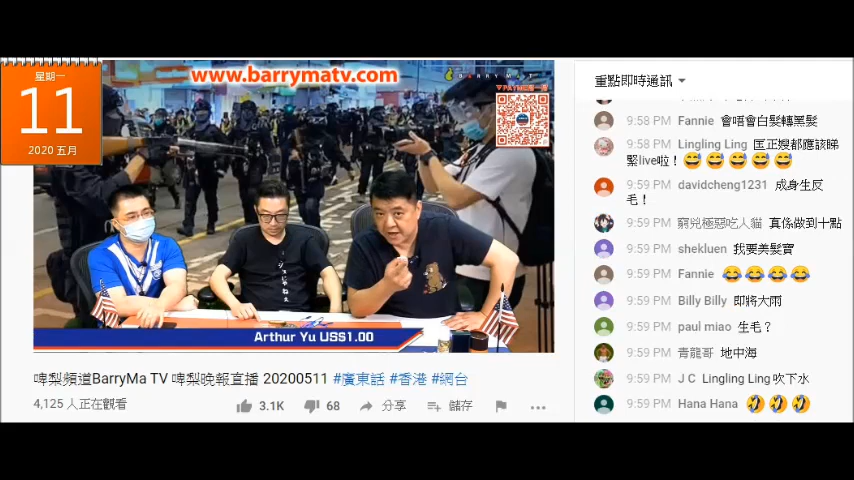 星期一
11
2020 五月
www.barrymatv.com
BARRYMAT
Arthur Yu US$1.00
啤梨頻道BarryMa TV 啤梨晚報直播 20200511 #廣東話 #香港 #網台
4,125 人正在觀看
3.1K
68
分享
儲存
重點即時通訊
9:58 PM Fannie 會唔會白髮轉黑髮
9:58 PM Lingling Ling 匡正嫂都應該睇
緊live啦！😅😅😅😅😅
9:59 PM davidcheng1231 成身生反
毛！
9:59 PM 窮兇極惡吃人貓 真係做到十點
9:59 PM shekluen 我要美髮寶
9:59 PM Fannie 😂😂😂😂
9:59 PM Billy Billy 即將大雨
9:59 PM paul miao 生毛？
9:59 PM 青龍哥 地中海
9:59 PM J C Lingling Ling 吹下水
9:59 PM Hana Hana 🤣🤣🤣